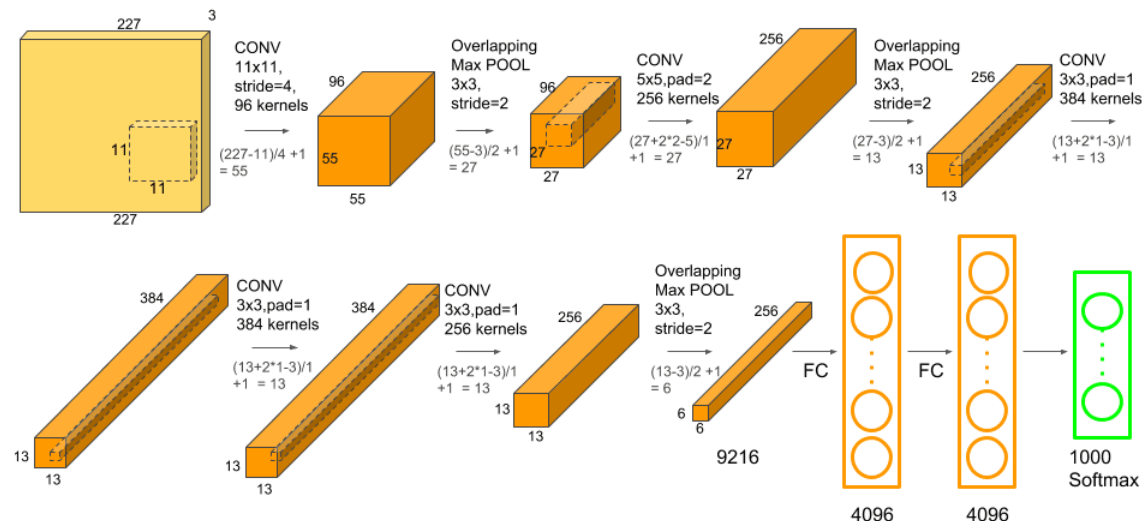 227
3
CONV
11x11,
stride=4,
96 kernels
(227-11)/4 +1
= 55
11
11
227
96
55
55
Overlapping
Max POOL
3x3,
stride=2
(55-3)/2 +1
= 27
96
27
27
CONV
5x5,pad=2
256 kernels
(27+2*2-5)/1
+1 = 27
256
27
27
Overlapping
Max POOL
3x3,
stride=2
(27-3)/2 +1
= 13
256
13
13
CONV
3x3,pad=1
384 kernels
(13+2*1-3)/1
+1 = 13
384
13
13
CONV
3x3,pad=1
384 kernels
(13+2*1-3)/1
+1 = 13
384
13
13
CONV
3x3,pad=1
256 kernels
(13+2*1-3)/1
+1 = 13
256
13
13
Overlapping
Max POOL
3x3,
stride=2
(13-3)/2 +1
= 6
256
6
6
9216
FC
4096
FC
4096
1000
Softmax